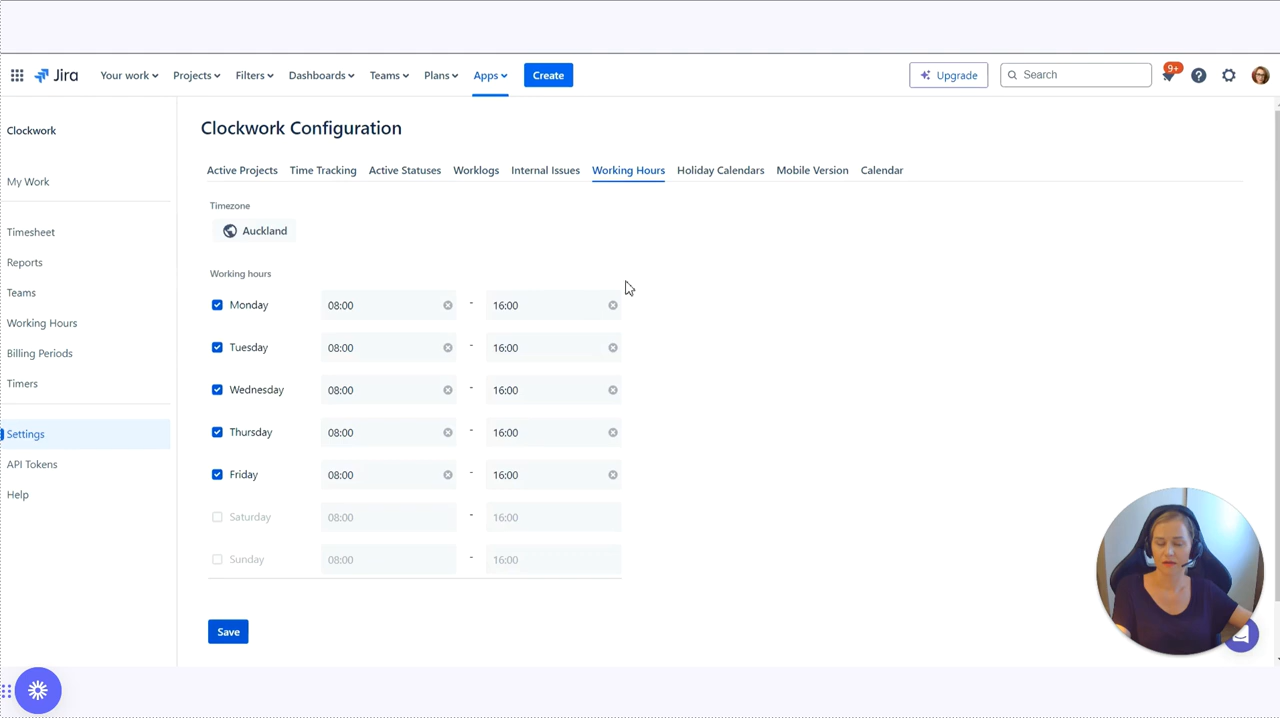 Jira Your work Projects Filters Dashboards Teams Plans Apps Create Upgrade Search 9+
Clockwork
My Work
Timesheet
Reports
Teams
Working Hours
Billing Periods
Timers
Settings
API Tokens
Help
Clockwork Configuration
Active Projects Time Tracking Active Statuses Worklogs Internal Issues Working Hours Holiday Calendars Mobile Version Calendar
Timezone
Auckland
Working hours
Monday 08:00 - 16:00
Tuesday 08:00 - 16:00
Wednesday 08:00 - 16:00
Thursday 08:00 - 16:00
Friday 08:00 - 16:00
Saturday 08:00 - 16:00
Sunday 08:00 - 16:00
Save